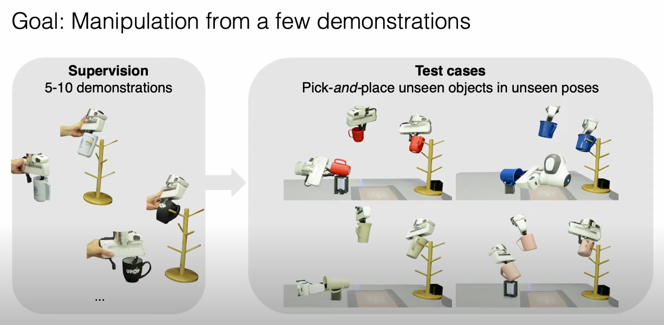 Goal: Manipulation from a few demonstrations
Supervision
5-10 demonstrations
...
Test cases
Pick-and-place unseen objects in unseen poses